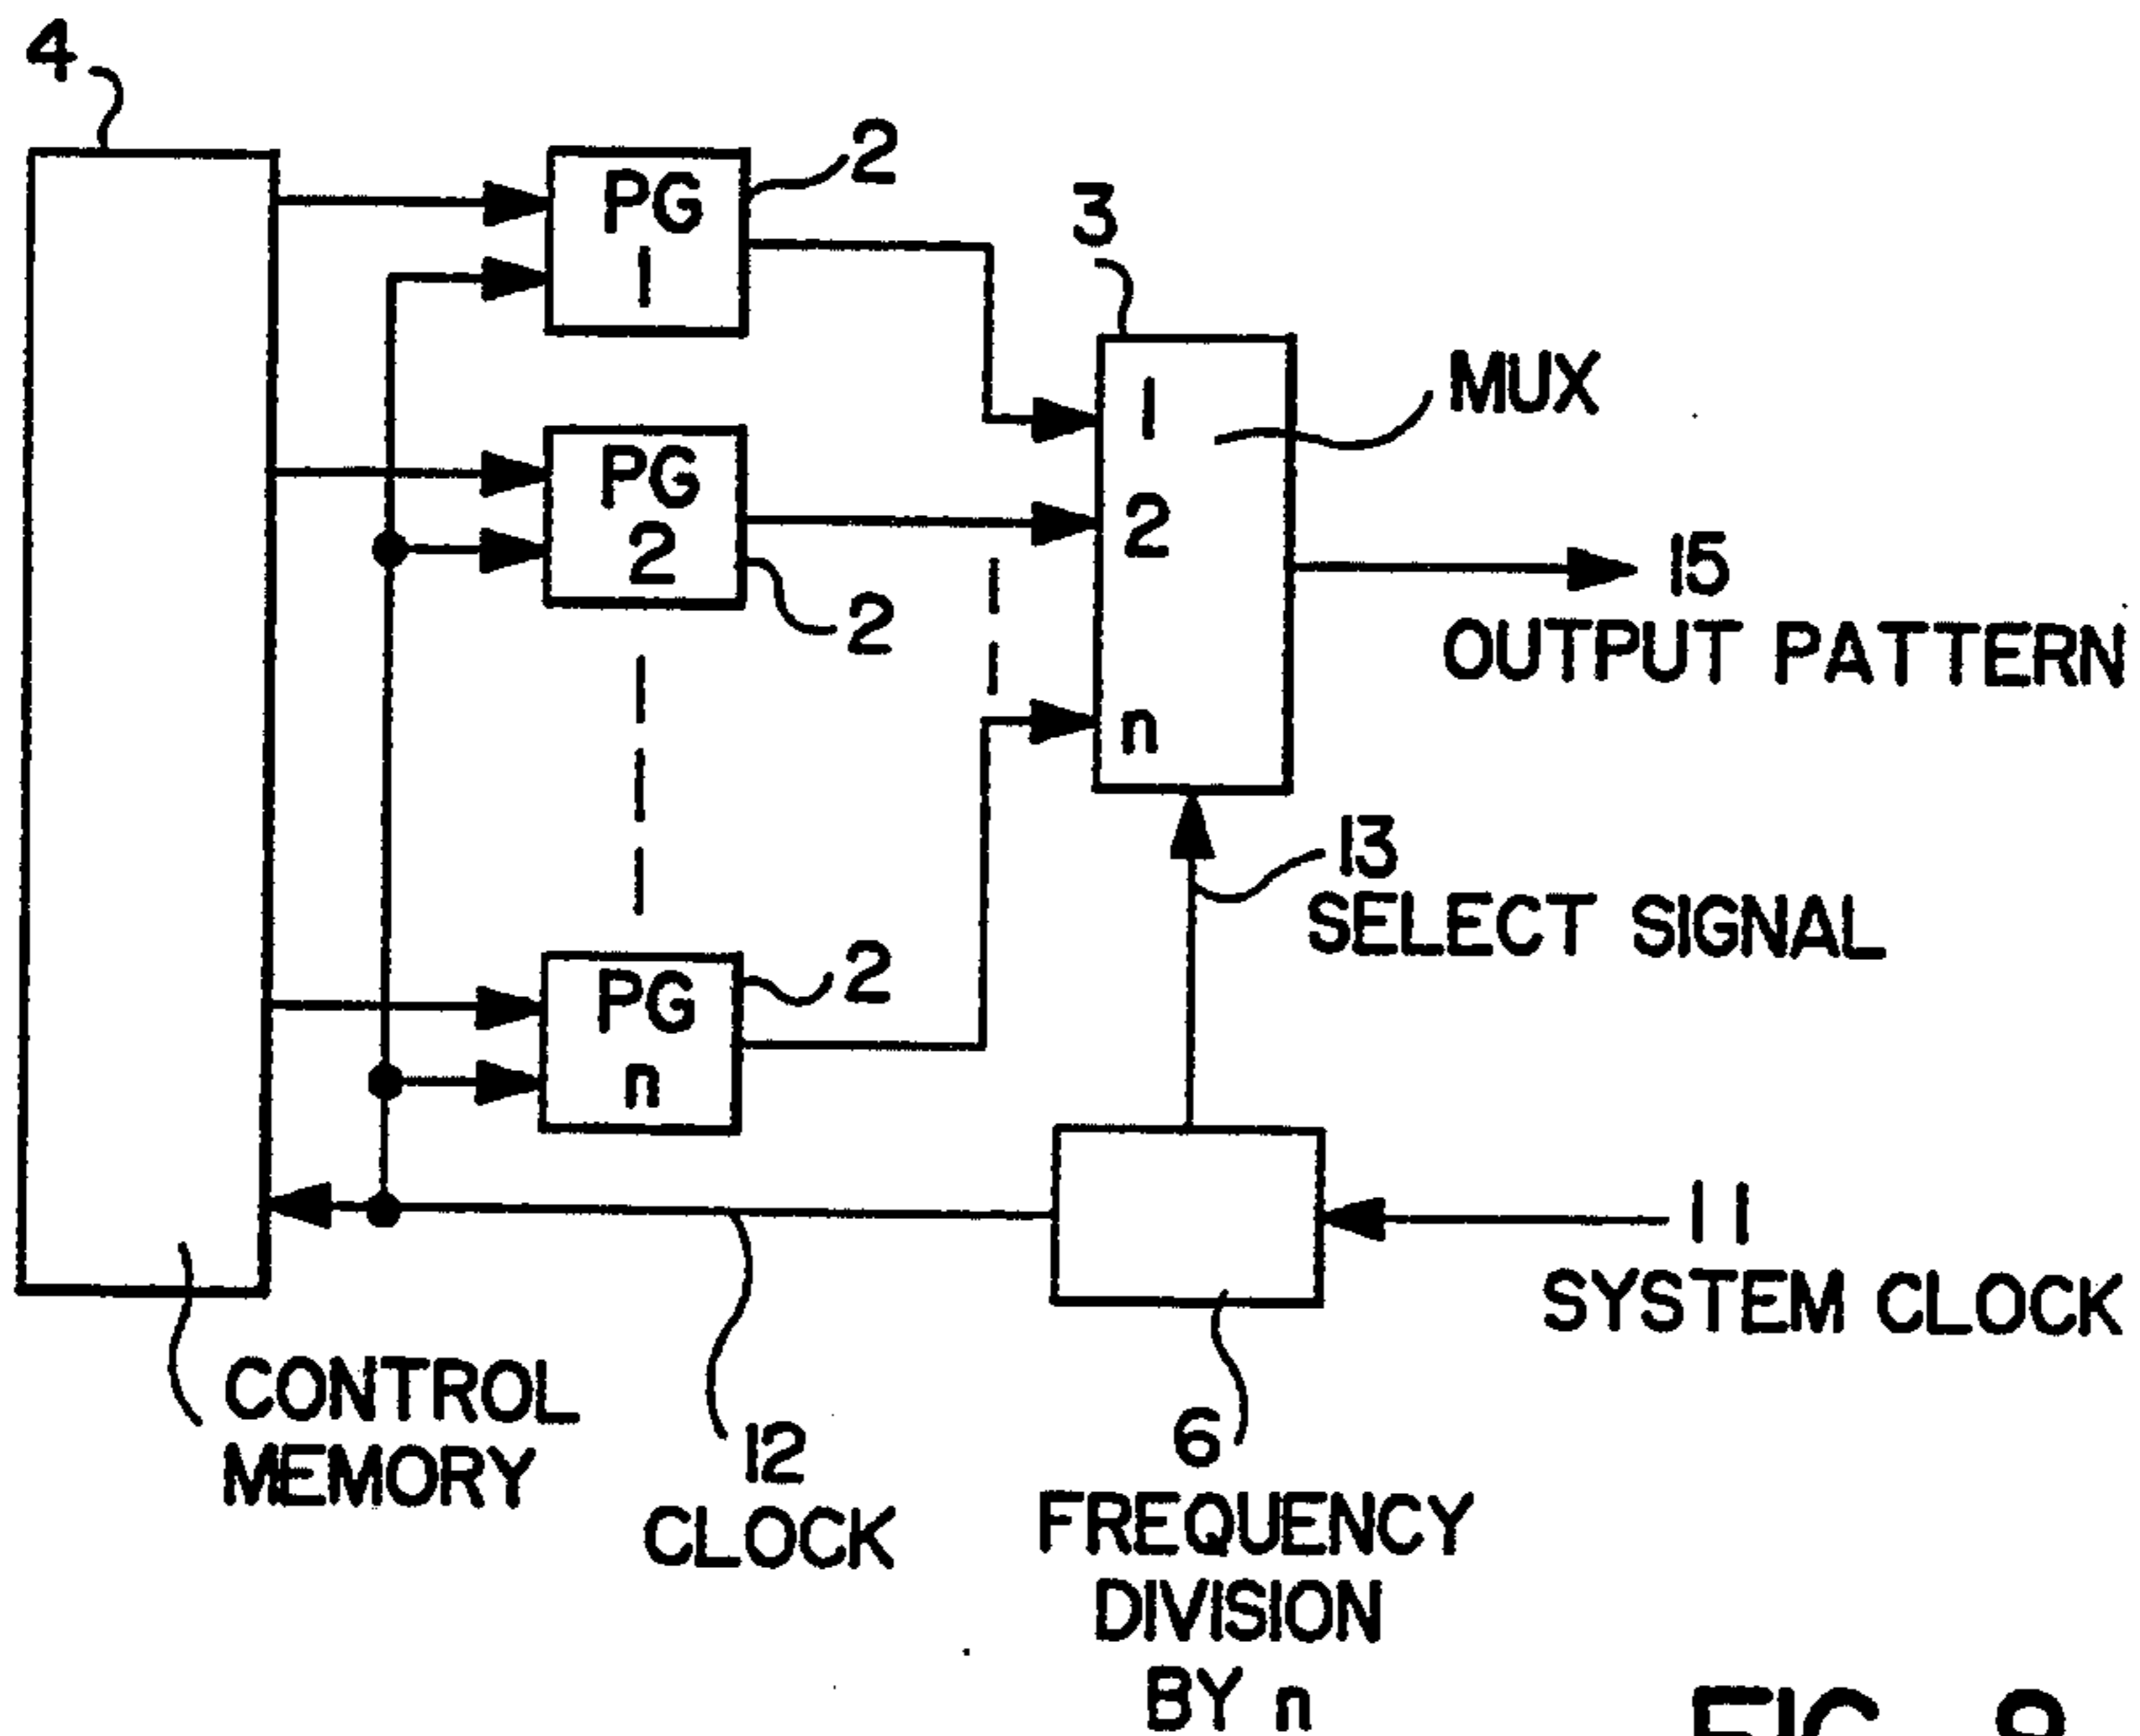 4
PG
1
2
3
MUX
1
PG
2
2
2
15
OUTPUT PATTERN
n
13
SELECT SIGNAL
PG
n
2
11
SYSTEM CLOCK
CONTROL
MEMORY
12
CLOCK
6
FREQUENCY
DIVISION
BY n